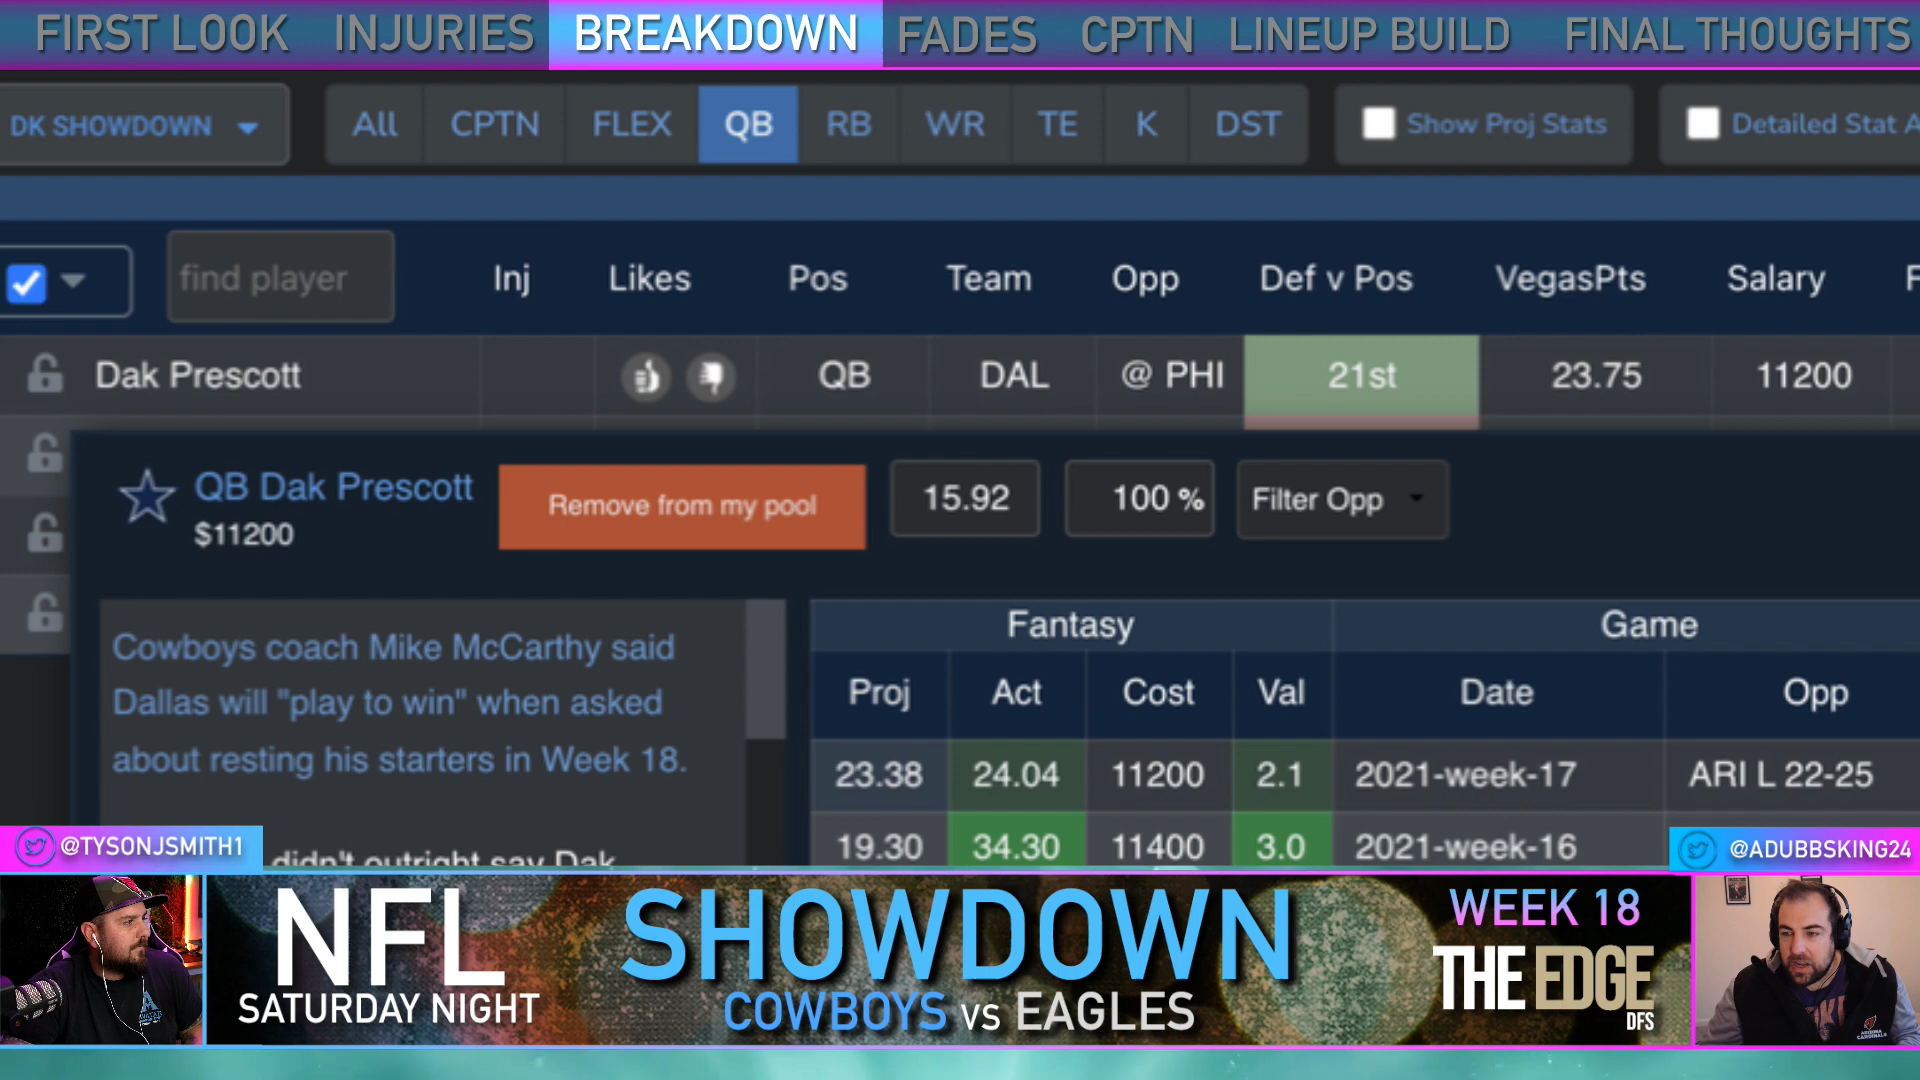 FIRST LOOK INJURIES BREAKDOWN FADES CPTN LINEUP BUILD FINAL THOUGHTS
DK SHOWDOWN All CPTN FLEX QB RB WR TE K DST Show Proj Stats Detailed Stat A
find player Inj Likes Pos Team Opp Def v Pos VegasPts Salary F
Dak Prescott QB DAL @ PHI 21st 23.75 11200
QB Dak Prescott
$11200
Remove from my pool 15.92 100 % Filter Opp
Cowboys coach Mike McCarthy said
Dallas will "play to win" when asked
about resting his starters in Week 18.
didn't outright say Dak
Fantasy Game
Proj Act Cost Val Date Opp
23.38 24.04 11200 2.1 2021-week-17 ARI L 22-25
19.30 34.30 11400 3.0 2021-week-16
@TYSONJSMITH1
@ADUBBSKING24
NFL
SATURDAY NIGHT
SHOWDOWN
COWBOYS VS EAGLES
WEEK 18
THE EDGE
DFS